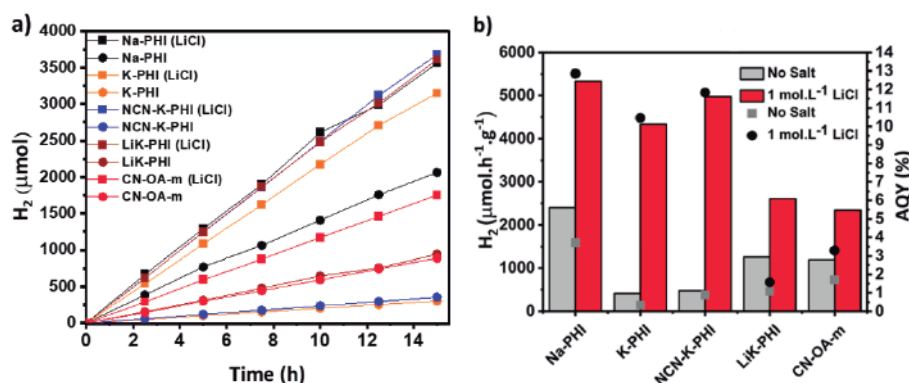 a)
H₂ (μmol)
4000
3500
3000
2500
2000
1500
1000
500
0
Na-PHI (LiCl)
Na-PHI
K-PHI (LiCl)
K-PHI
NCN-K-PHI (LiCl)
NCN-K-PHI
LiK-PHI (LiCl)
LiK-PHI
CN-OA-m (LiCl)
CN-OA-m
0 2 4 6 8 10 12 14 16
Time (h)
b)
H₂ (μmol.h⁻¹.g⁻¹)
6000
5000
4000
3000
2000
1000
0
No Salt
1 mol.L⁻¹ LiCl
No Salt
1 mol.L⁻¹ LiCl
14
13
12
11
10
9
8
7
6
5
4
3
2
1
0
AQY (%)
Na-PHI
K-PHI
NCN-K-PHI
LiK-PHI
CN-OA-m